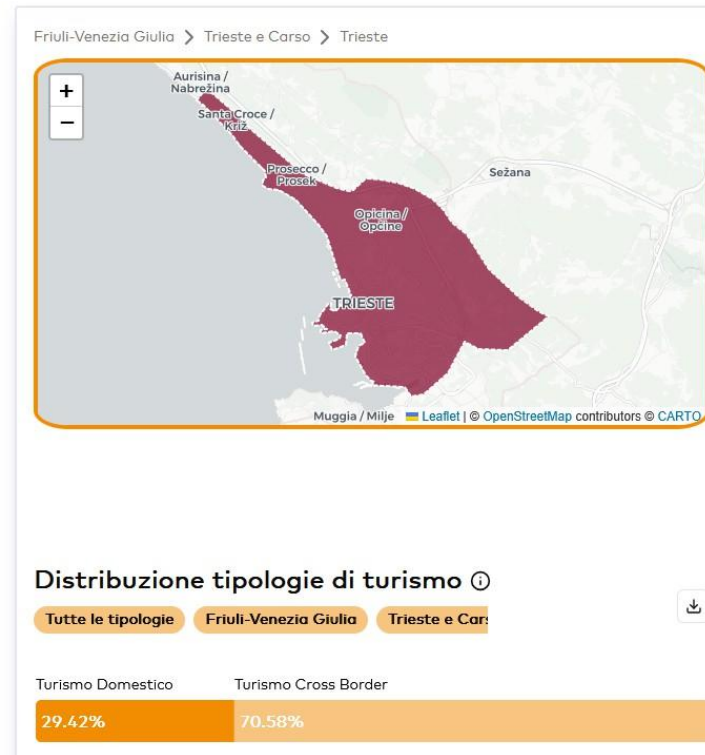 Friuli-Venezia Giulia > Trieste e Carso > Trieste
+
−
Aurisina /
Nabrežina
Santa Croce /
Križ
Prosecco /
Prosek
Sežana
Opicina /
Opčine
TRIESTE
Muggia / Milje
Leaflet | © OpenStreetMap contributors © CARTO
Distribuzione tipologie di turismo
Tutte le tipologie Friuli-Venezia Giulia Trieste e Cars
Turismo Domestico Turismo Cross Border
29.42% 70.58%